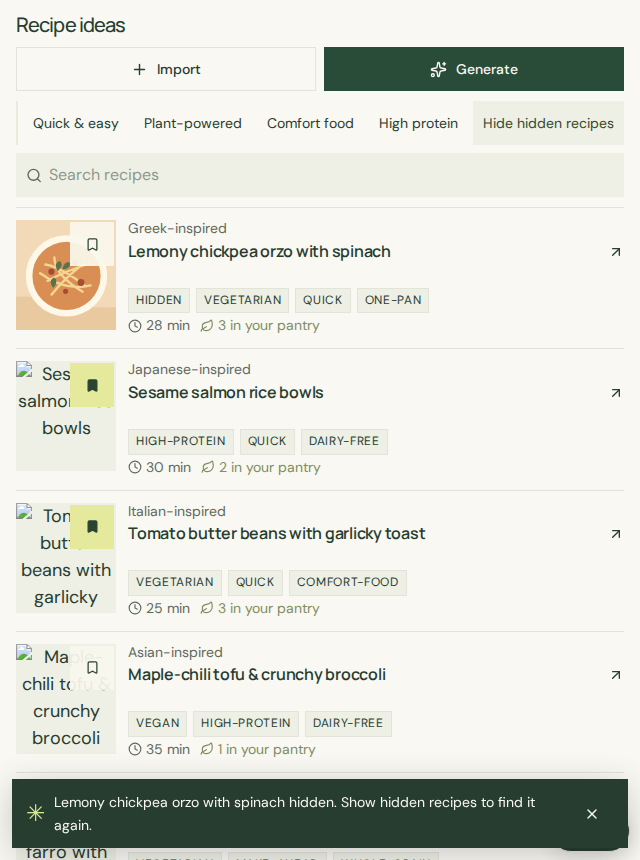 Recipe ideas
Import
Generate
Quick & easy
Plant-powered
Comfort food
High protein
Hide hidden recipes
Search recipes
Greek-inspired
Lemony chickpea orzo with spinach
HIDDEN
VEGETARIAN
QUICK
ONE-PAN
28 min
3 in your pantry
Japanese-inspired
Sesame salmon rice bowls
bowls
HIGH-PROTEIN
QUICK
DAIRY-FREE
30 min
2 in your pantry
Italian-inspired
Tomato butter beans with garlicky toast
beans with
garlicky
VEGETARIAN
QUICK
COMFORT-FOOD
25 min
3 in your pantry
Asian-inspired
Maple-chili tofu & crunchy broccoli
Maple-
chili tofu &
crunchy
broccoli
VEGAN
HIGH-PROTEIN
DAIRY-FREE
35 min
1 in your pantry
Lemony chickpea orzo with spinach hidden. Show hidden recipes to find it
again.
farro with